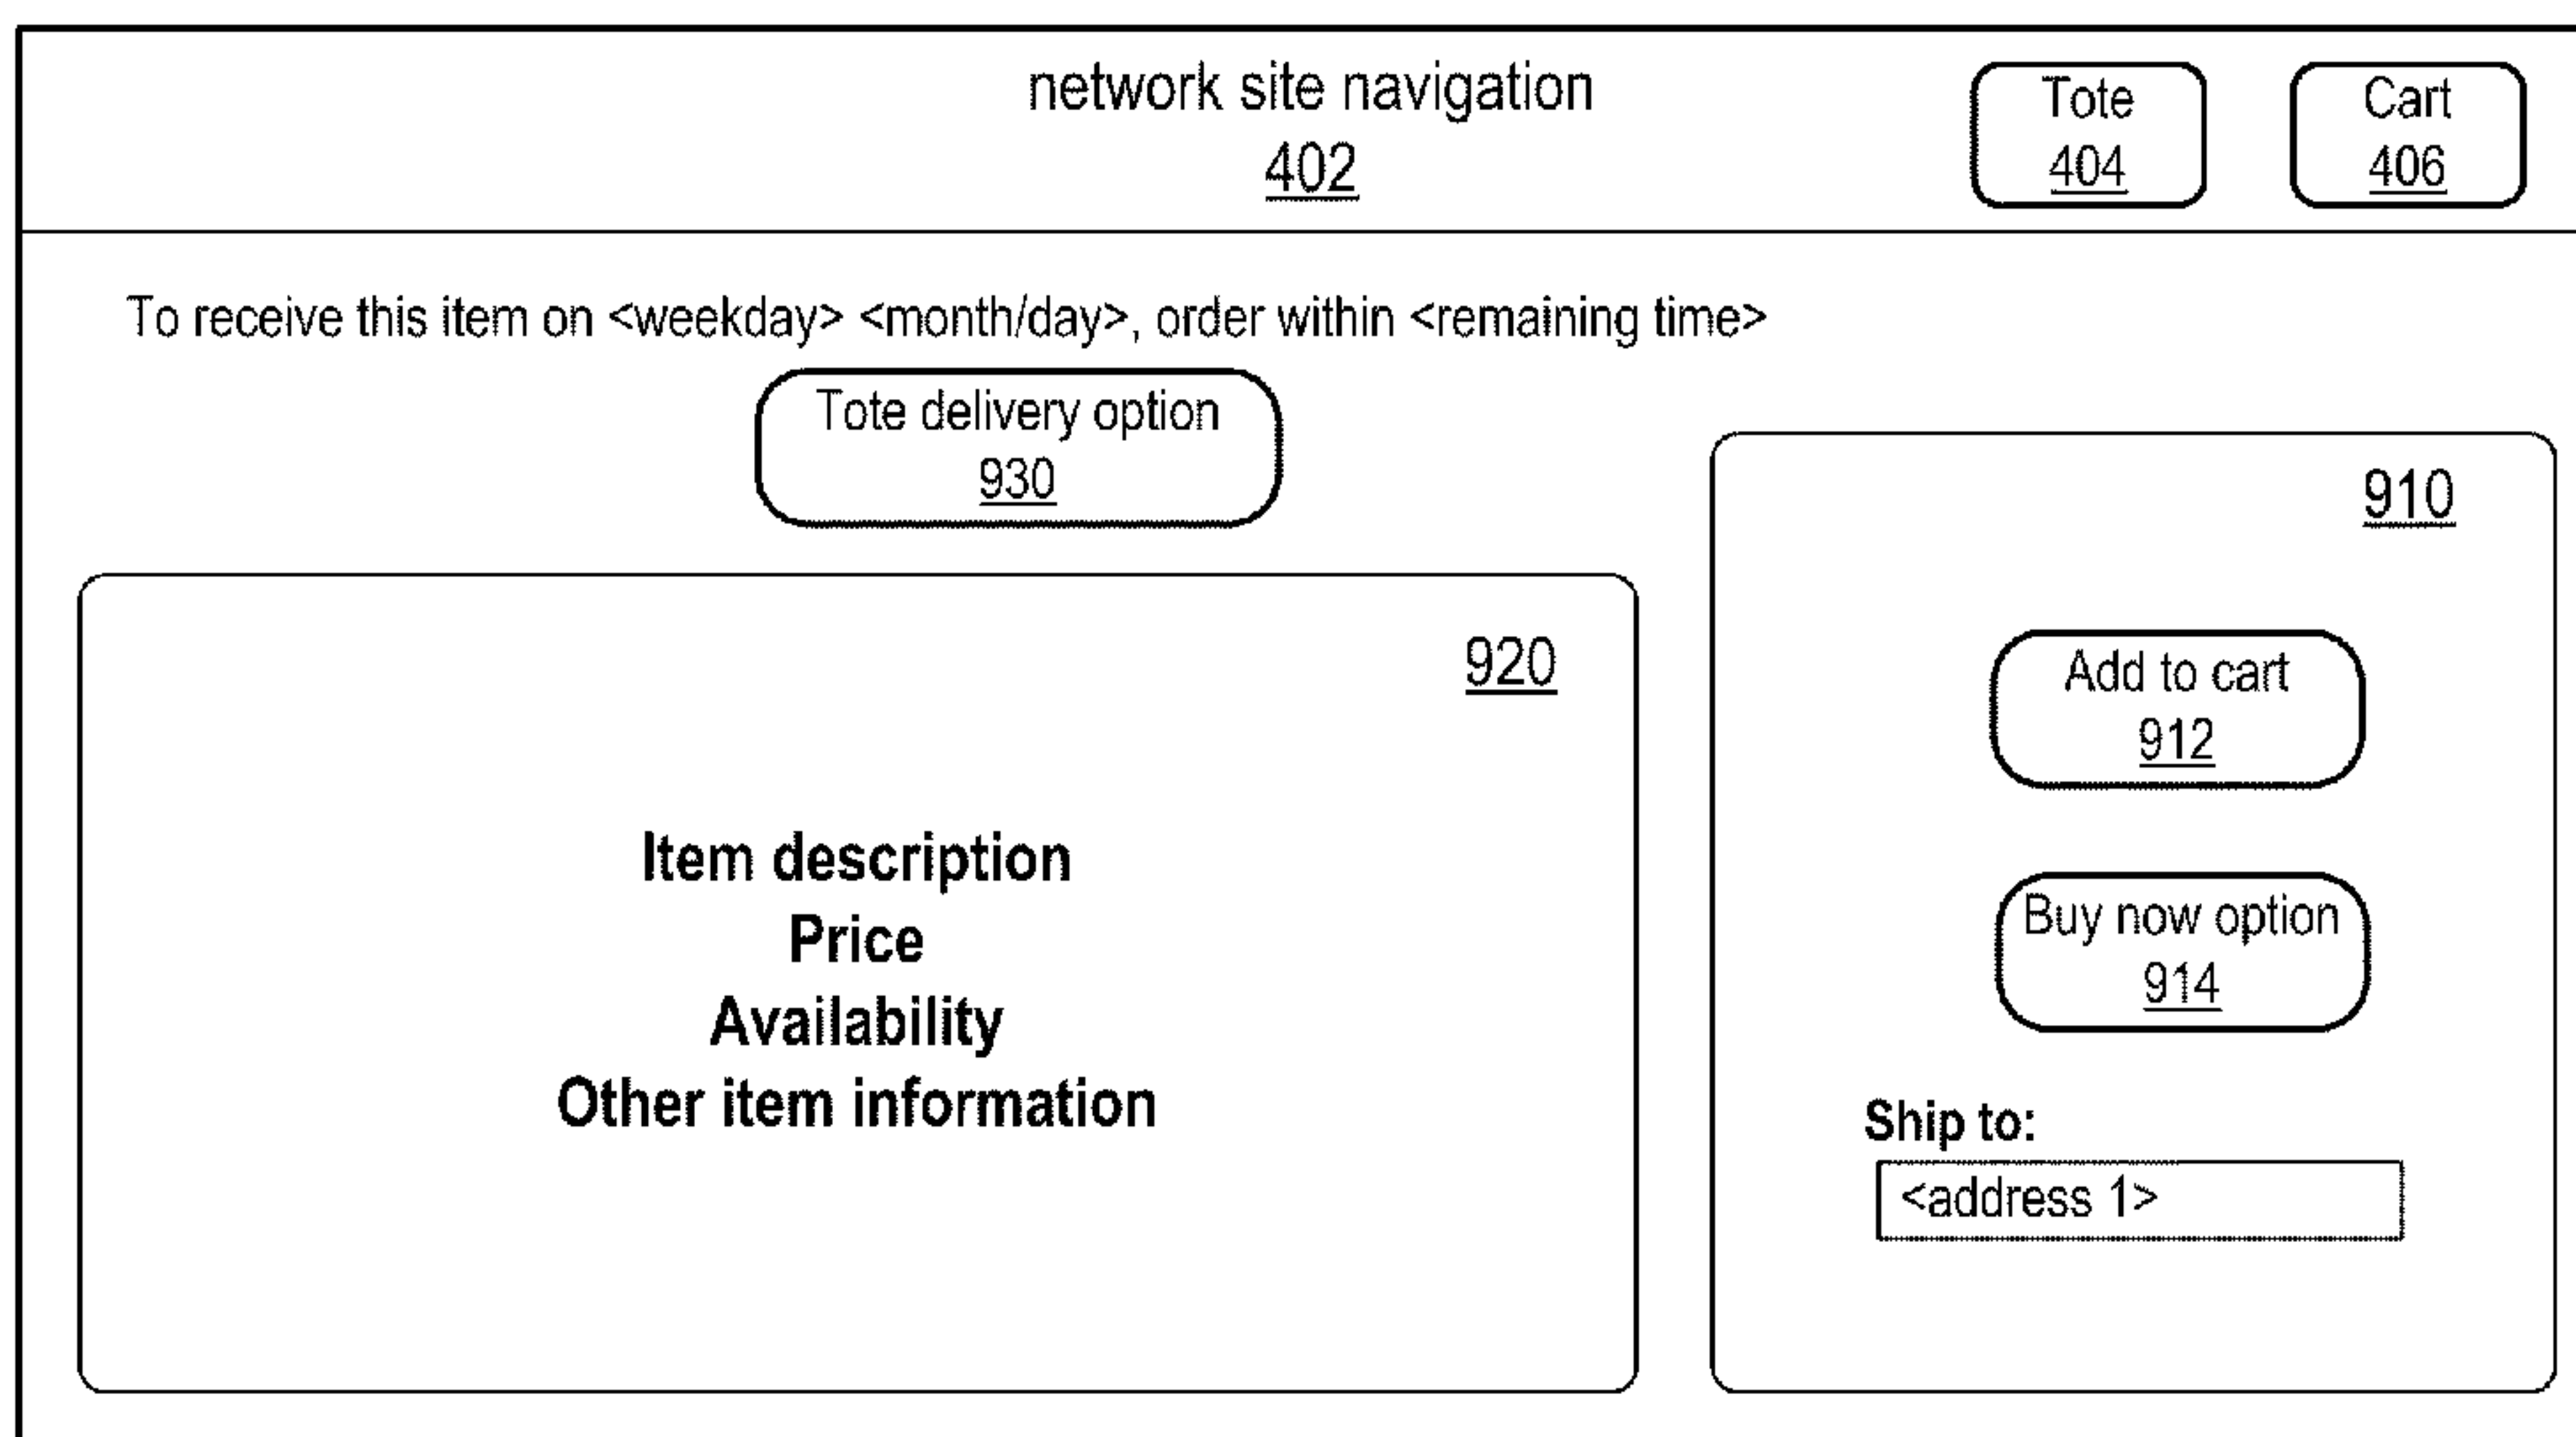 network site navigation
402
Tote
404
Cart
406
To receive this item on <weekday> <month/day>, order within <remaining time>
Tote delivery option
930
910
920
Add to cart
912
Item description
Price
Availability
Other item information
Buy now option
914
Ship to:
<address 1>